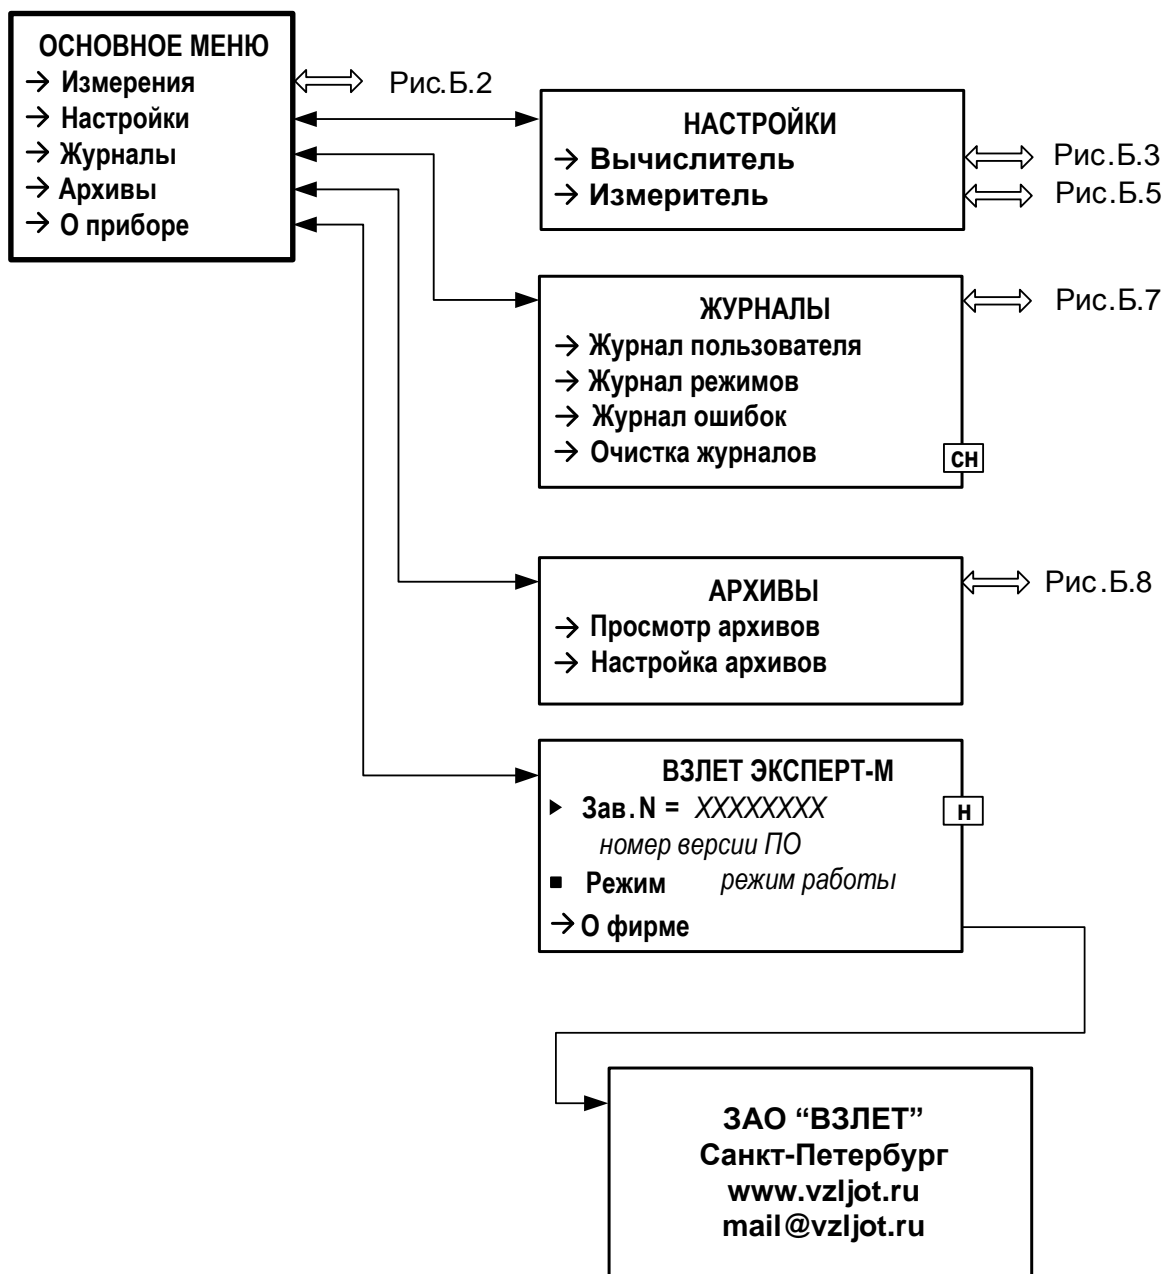 ОСНОВНОЕ МЕНЮ
→ Измерения
→ Настройки
→ Журналы
→ Архивы
→ О приборе
Рис.Б.2
НАСТРОЙКИ
→ Вычислитель
→ Измеритель
Рис.Б.3
Рис.Б.5
ЖУРНАЛЫ
→ Журнал пользователя
→ Журнал режимов
→ Журнал ошибок
→ Очистка журналов
Рис.Б.7
СН
АРХИВЫ
→ Просмотр архивов
→ Настройка архивов
Рис.Б.8
ВЗЛЕТ ЭКСПЕРТ-М
▶ Зав.N = XXXXXXXX
Н
номер версии ПО
■ Режим режим работы
→ О фирме
ЗАО “ВЗЛЕТ”
Санкт-Петербург
www.vzljot.ru
mail@vzljot.ru